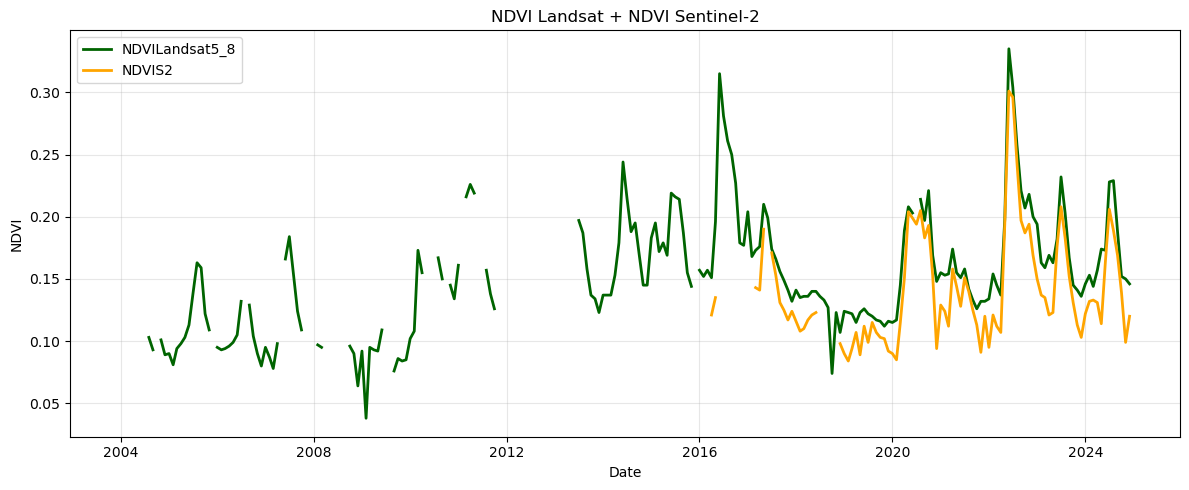 NDVI Landsat + NDVI Sentinel-2
NDVILandsat5_8
NDVIS2
NDVI
0.30
0.25
0.20
0.15
0.10
0.05
2004 2008 2012 2016 2020 2024
Date